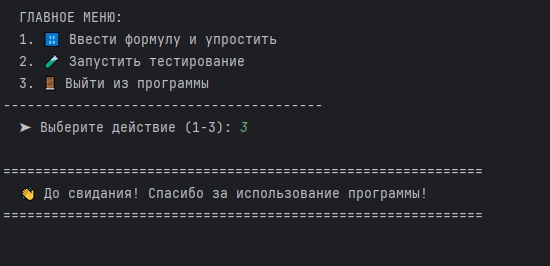 ГЛАВНОЕ МЕНЮ:
1. 🔢 Ввести формулу и упростить
2. 🧪 Запустить тестирование
3. 🚪 Выйти из программы
----------------------------------------
➤ Выберите действие (1-3): 3
============================================================
👋 До свидания! Спасибо за использование программы!
============================================================